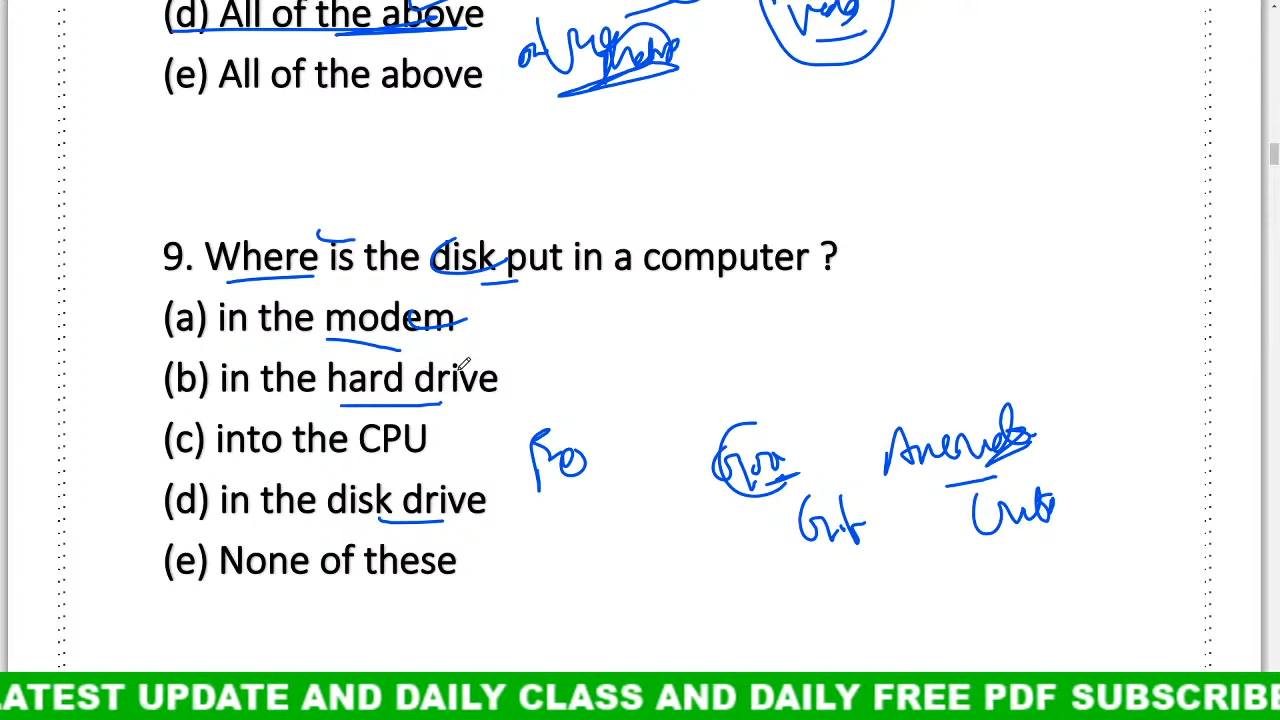 (d) All of the above
(e) All of the above
9. Where is the disk put in a computer ?
(a) in the modem
(b) in the hard drive
(c) into the CPU
(d) in the disk drive
(e) None of these
LATEST UPDATE AND DAILY CLASS AND DAILY FREE PDF SUBSCRIBE